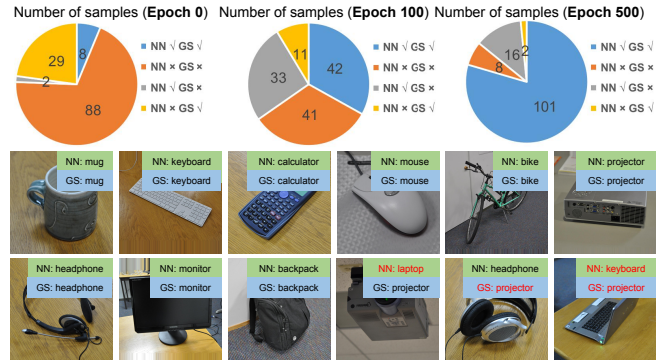 Number of samples (Epoch 0)
8
29
2
88
NN √ GS √
NN × GS ×
NN √ GS ×
NN × GS √
Number of samples (Epoch 100)
11
42
33
41
NN √ GS √
NN × GS ×
NN √ GS ×
NN × GS √
Number of samples (Epoch 500)
2
16
8
101
NN √ GS √
NN × GS ×
NN √ GS ×
NN × GS √
NN: mug
GS: mug
NN: keyboard
GS: keyboard
NN: calculator
GS: calculator
NN: mouse
GS: mouse
NN: bike
GS: bike
NN: projector
GS: projector
NN: headphone
GS: headphone
NN: monitor
GS: monitor
NN: backpack
GS: backpack
NN: laptop
GS: projector
NN: headphone
GS: projector
NN: keyboard
GS: projector